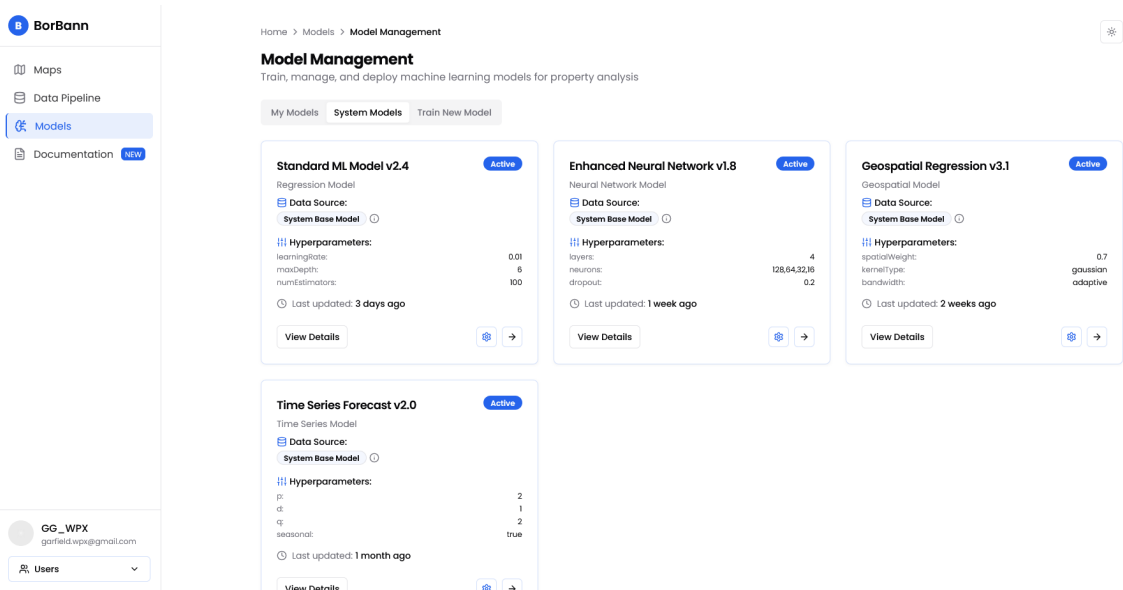 B BorBann
Maps
Data Pipeline
Models
Documentation NEW
GG_WPX
garfield.wpx@gmail.com
Users
Home > Models > Model Management
Model Management
Train, manage, and deploy machine learning models for property analysis
My Models System Models Train New Model
Standard ML Model v2.4 Active
Regression Model
Data Source:
System Base Model
Hyperparameters:
learningRate: 0.01
maxDepth: 6
numEstimators: 100
Last updated: 3 days ago
View Details
Enhanced Neural Network v1.8 Active
Neural Network Model
Data Source:
System Base Model
Hyperparameters:
layers: 4
neurons: 128,64,32,16
dropout: 0.2
Last updated: 1 week ago
View Details
Geospatial Regression v3.1 Active
Geospatial Model
Data Source:
System Base Model
Hyperparameters:
spatialWeight: 0.7
kernelType: gaussian
bandwidth: adaptive
Last updated: 2 weeks ago
View Details
Time Series Forecast v2.0 Active
Time Series Model
Data Source:
System Base Model
Hyperparameters:
p: 2
d: 1
q: 2
seasonal: true
Last updated: 1 month ago
View Details